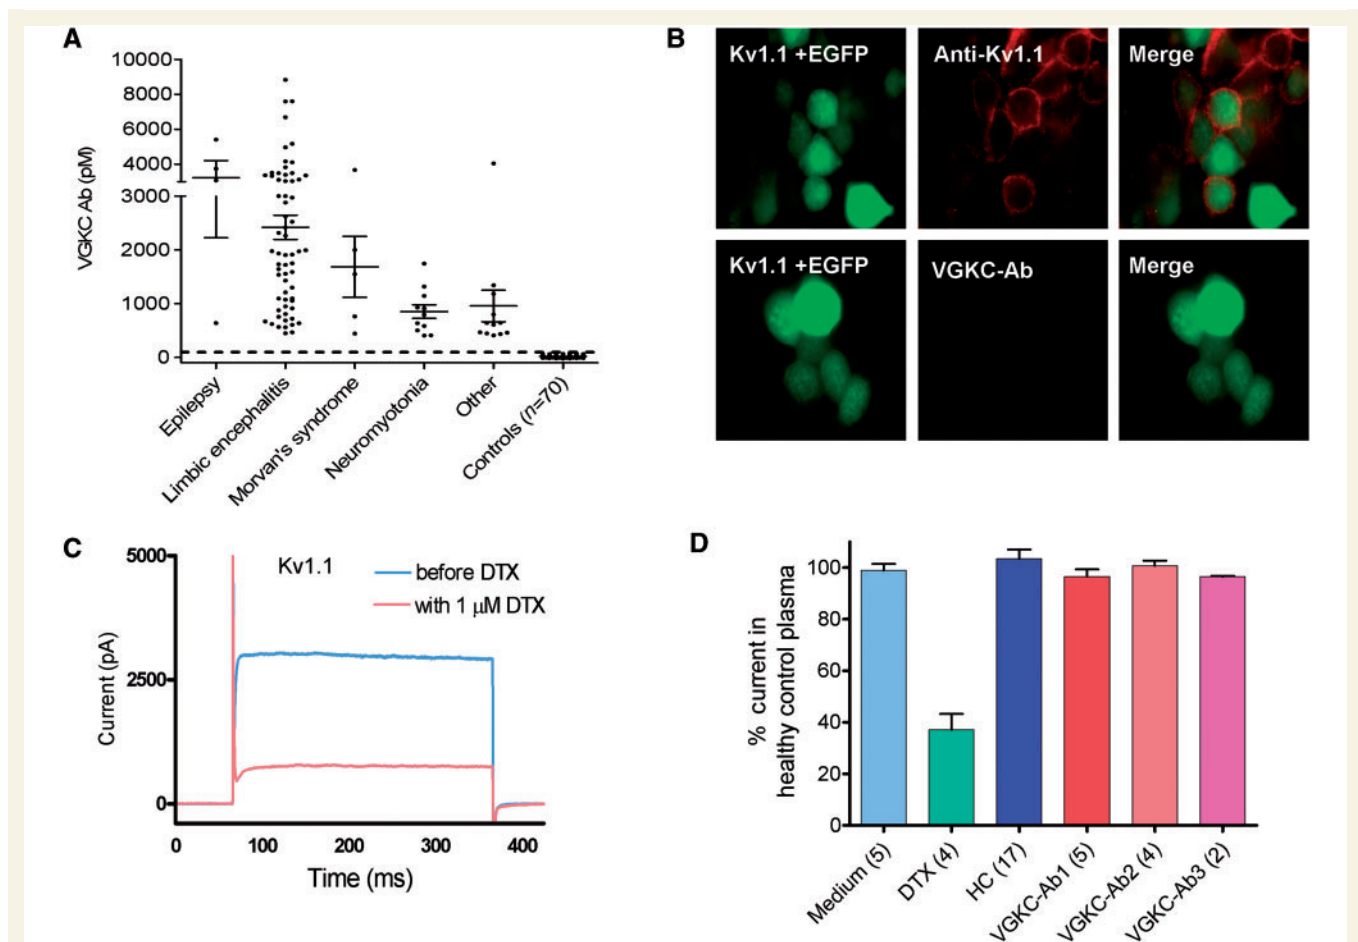 A
VGKC Ab (pM)
10000
8000
6000
4000
3000
2000
1000
0
Epilepsy
Limbic encephalitis
Morvan's syndrome
Neuromyotonia
Other
Controls (n=70)
B
Kv1.1 +EGFP
Anti-Kv1.1
Merge
Kv1.1 +EGFP
VGKC-Ab
Merge
C
Kv1.1
before DTX
with 1 μM DTX
Current (pA)
5000
2500
0
0 100 200 300 400
Time (ms)
D
% current in
healthy control plasma
100
80
60
40
20
0
Medium (5)
DTX (4)
HC (17)
VGKC-Ab1 (5)
VGKC-Ab2 (4)
VGKC-Ab3 (2)